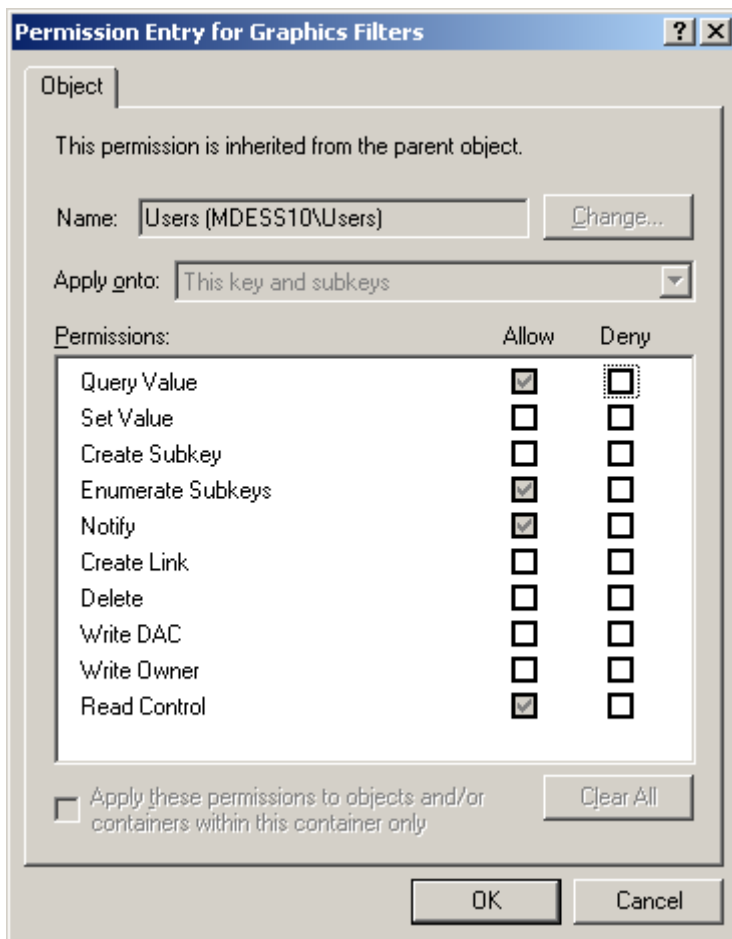 Permission Entry for Graphics Filters
Object
This permission is inherited from the parent object.
Name: Users (MDESS10\Users) Change...
Apply onto: This key and subkeys
Permissions: Allow Deny
Query Value
Set Value
Create Subkey
Enumerate Subkeys
Notify
Create Link
Delete
Write DAC
Write Owner
Read Control
Apply these permissions to objects and/or
containers within this container only
Clear All
OK Cancel